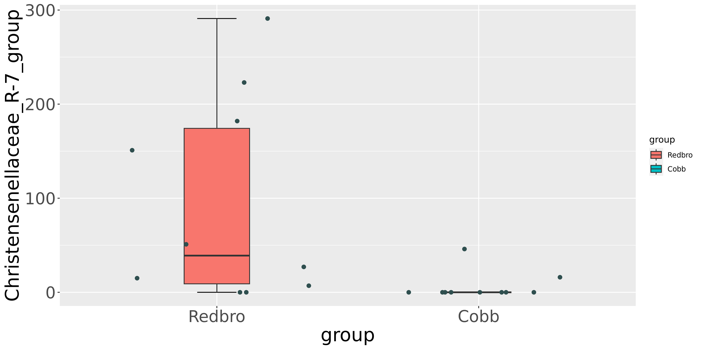 Christensenellaceae_R-7_group
300
200
100
0
Redbro
Cobb
group
group
Redbro
Cobb